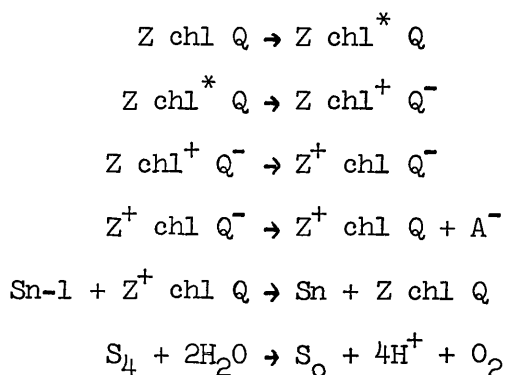 Z chl Q → Z chl* Q
Z chl* Q → Z chl⁺ Q⁻
Z chl⁺ Q⁻ → Z⁺ chl Q⁻
Z⁺ chl Q⁻ → Z⁺ chl Q + A⁻
Sn-1 + Z⁺ chl Q → Sn + Z chl Q
S₄ + 2H₂O → S₀ + 4H⁺ + O₂